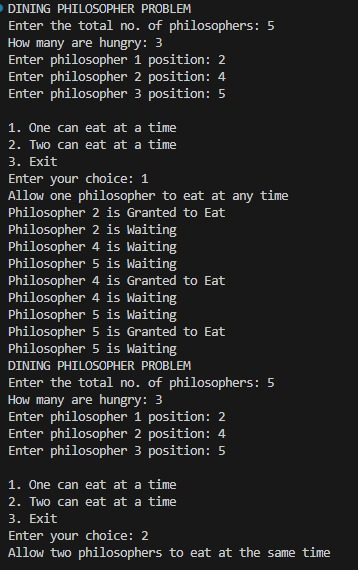 DINING PHILOSOPHER PROBLEM
Enter the total no. of philosophers: 5
How many are hungry: 3
Enter philosopher 1 position: 2
Enter philosopher 2 position: 4
Enter philosopher 3 position: 5

1. One can eat at a time
2. Two can eat at a time
3. Exit
Enter your choice: 1
Allow one philosopher to eat at any time
Philosopher 2 is Granted to Eat
Philosopher 2 is Waiting
Philosopher 4 is Waiting
Philosopher 5 is Waiting
Philosopher 4 is Granted to Eat
Philosopher 4 is Waiting
Philosopher 5 is Waiting
Philosopher 5 is Granted to Eat
Philosopher 5 is Waiting
DINING PHILOSOPHER PROBLEM
Enter the total no. of philosophers: 5
How many are hungry: 3
Enter philosopher 1 position: 2
Enter philosopher 2 position: 4
Enter philosopher 3 position: 5

1. One can eat at a time
2. Two can eat at a time
3. Exit
Enter your choice: 2
Allow two philosophers to eat at the same time